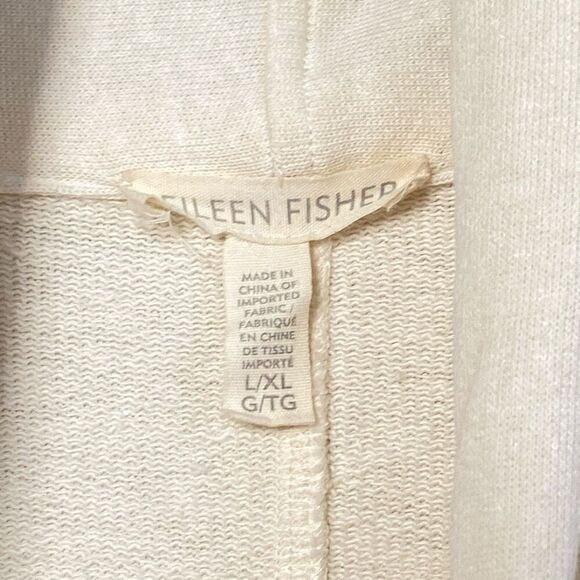 EILEEN FISHER
MADE IN
CHINA OF
IMPORTED
FABRIC /
FABRIQUÉ
EN CHINE
DE TISSU
IMPORTÉ
L/XL
G/TG